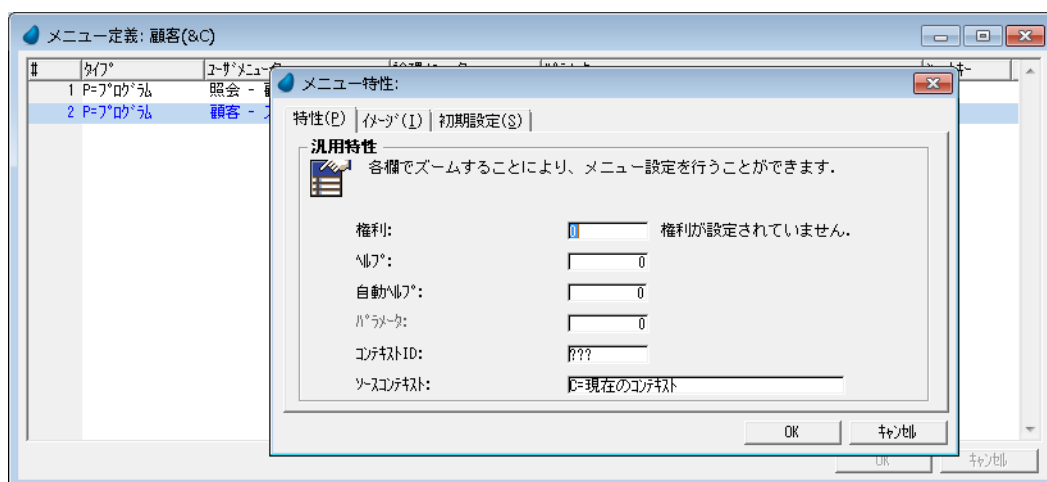 メニュー定義: 顧客(&C)
# ﾀｲﾌﾟ ﾕｰｻﾞﾒﾆｭｰ
1 P=ﾌﾟﾛｸﾞﾗﾑ 照会 -
2 P=ﾌﾟﾛｸﾞﾗﾑ 顧客 -
メニュー特性:
特性(P) ｲﾒｰｼﾞ(I) 初期設定(S)
汎用特性
各欄でズームすることにより、メニュー設定を行うことができます.
権利: 0 権利が設定されていません.
ﾍﾙﾌﾟ: 0
自動ﾍﾙﾌﾟ: 0
ﾊﾟﾗﾒｰﾀ: 0
ｺﾝﾃｷｽﾄID: ???
ｿｰｽｺﾝﾃｷｽﾄ: C=現在のｺﾝﾃｷｽﾄ
OK ｷｬﾝｾﾙ
OK ｷｬﾝｾﾙ